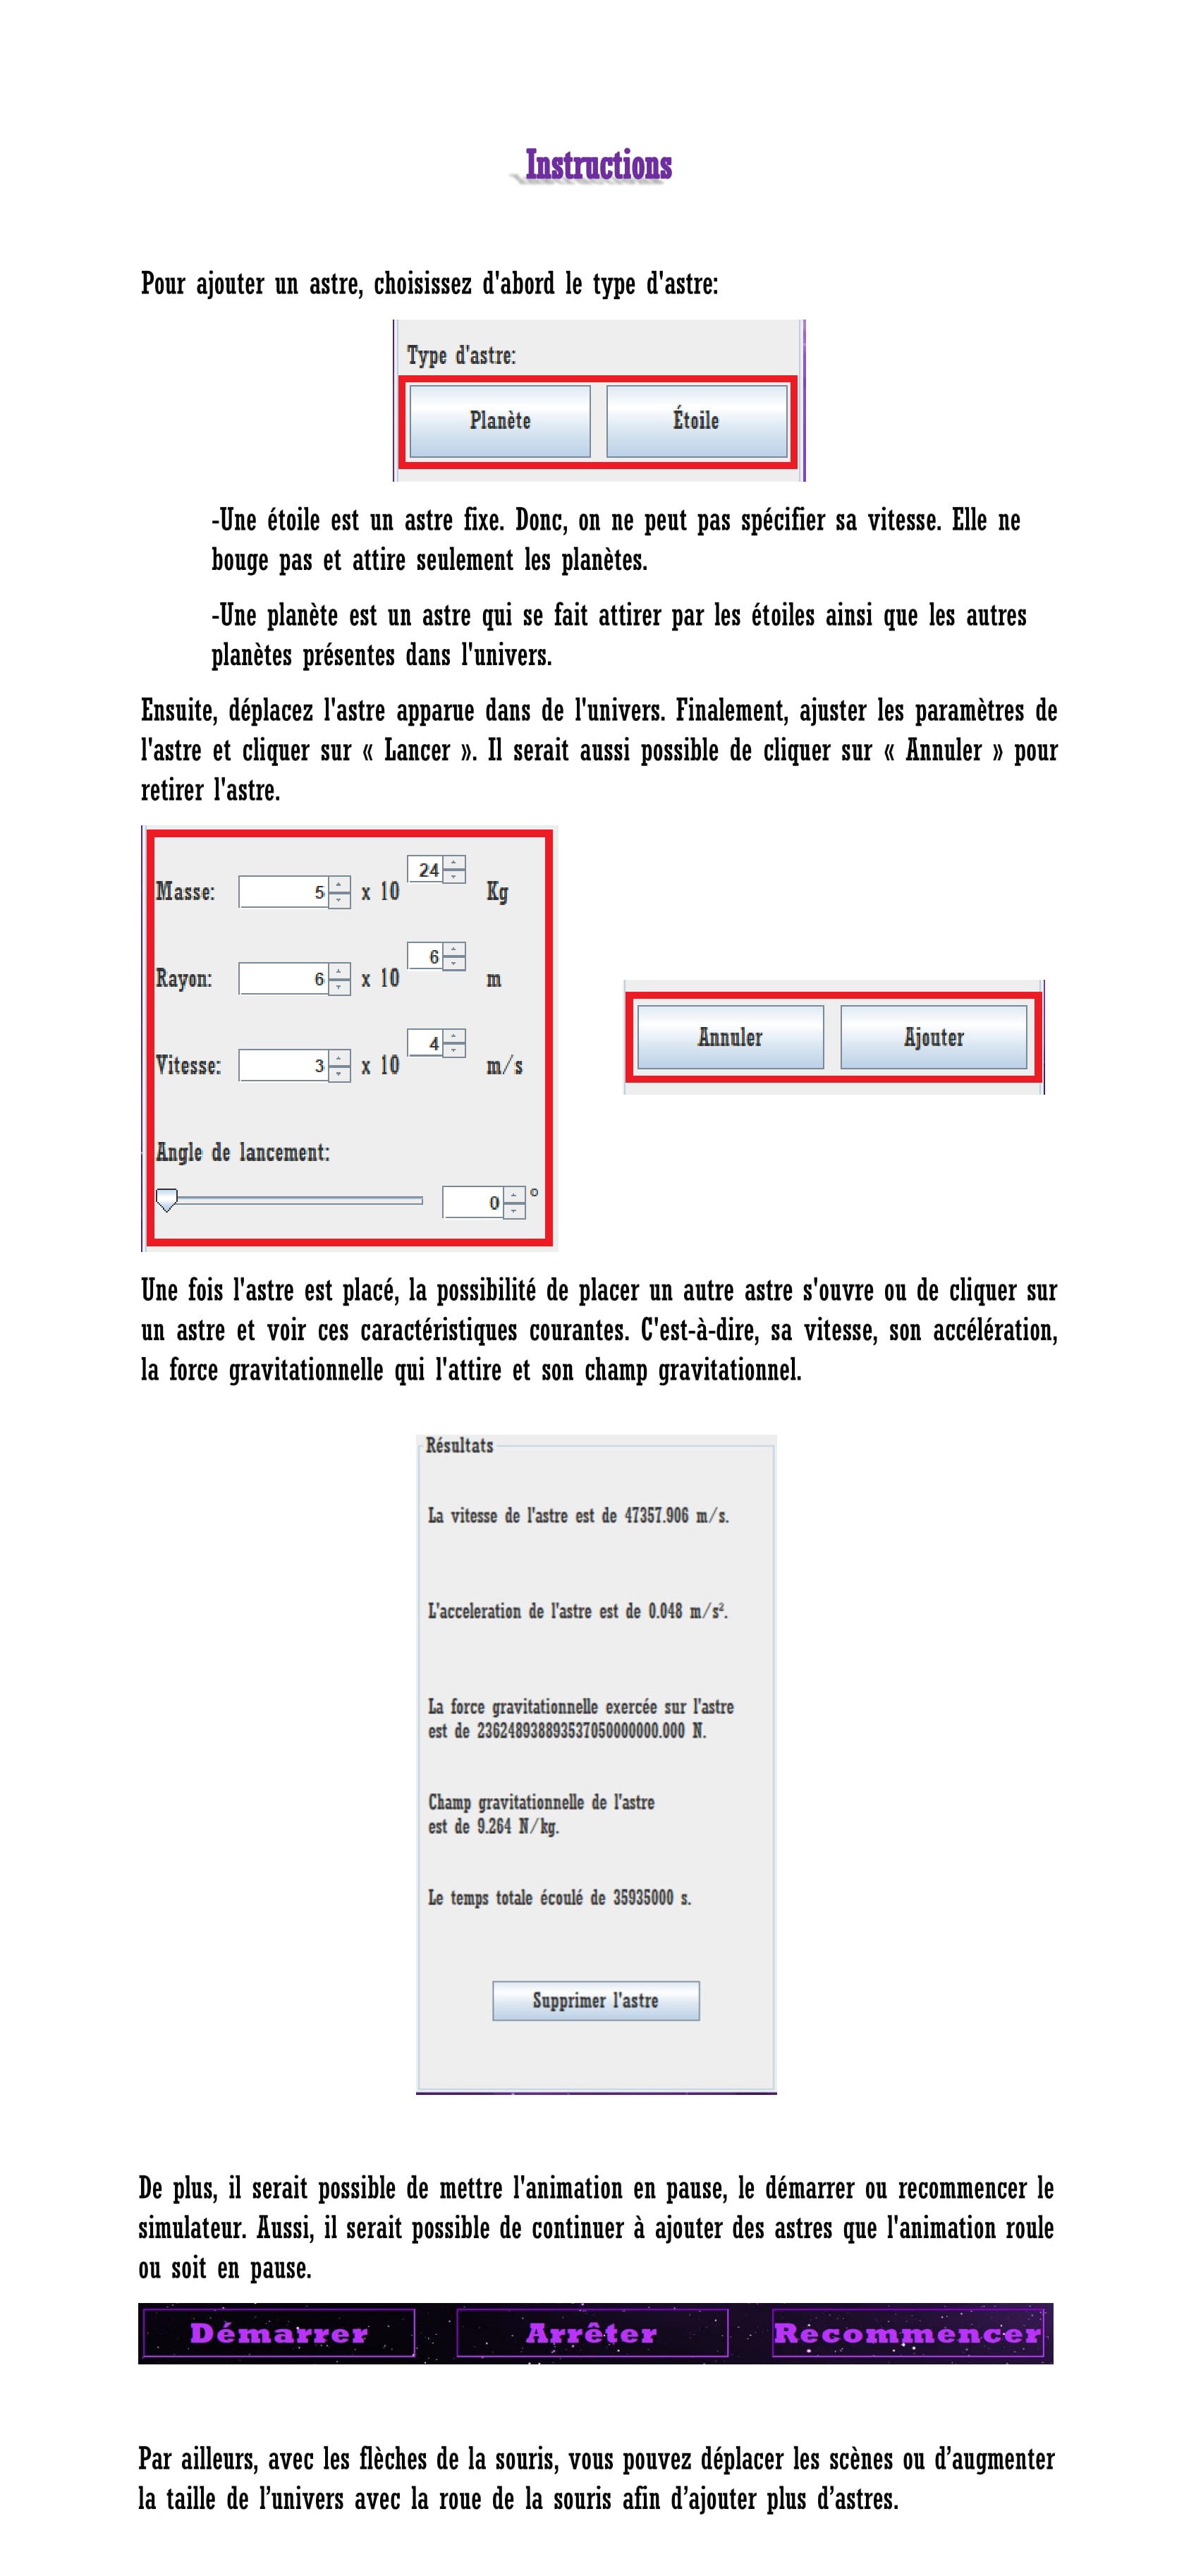 Instructions
Pour ajouter un astre, choisissez d'abord le type d'astre:
Type d'astre:
Planète
Étoile
-Une étoile est un astre fixe. Donc, on ne peut pas spécifier sa vitesse. Elle ne
bouge pas et attire seulement les planètes.
-Une planète est un astre qui se fait attirer par les étoiles ainsi que les autres
planètes présentes dans l'univers.
Ensuite, déplacez l'astre apparue dans de l'univers. Finalement, ajuster les paramètres de
l'astre et cliquer sur « Lancer ». Il serait aussi possible de cliquer sur « Annuler » pour
retirer l'astre.
Masse: 5 x 10 24 Kg
Rayon: 6 x 10 6 m
Vitesse: 3 x 10 4 m/s
Angle de lancement:
0 °
Annuler
Ajouter
Une fois l'astre est placé, la possibilité de placer un autre astre s'ouvre ou de cliquer sur
un astre et voir ces caractéristiques courantes. C'est-à-dire, sa vitesse, son accélération,
la force gravitationnelle qui l'attire et son champ gravitationnel.
Résultats
La vitesse de l'astre est de 47357.906 m/s.
L'acceleration de l'astre est de 0.048 m/s².
La force gravitationnelle exercée sur l'astre
est de 236248938893537050000000.000 N.
Champ gravitationnelle de l'astre
est de 9.264 N/kg.
Le temps totale écoulé de 35935000 s.
Supprimer l'astre
De plus, il serait possible de mettre l'animation en pause, le démarrer ou recommencer le
simulateur. Aussi, il serait possible de continuer à ajouter des astres que l'animation roule
ou soit en pause.
Démarrer
Arrêter
Recommencer
Par ailleurs, avec les flèches de la souris, vous pouvez déplacer les scènes ou d’augmenter
la taille de l’univers avec la roue de la souris afin d’ajouter plus d’astres.